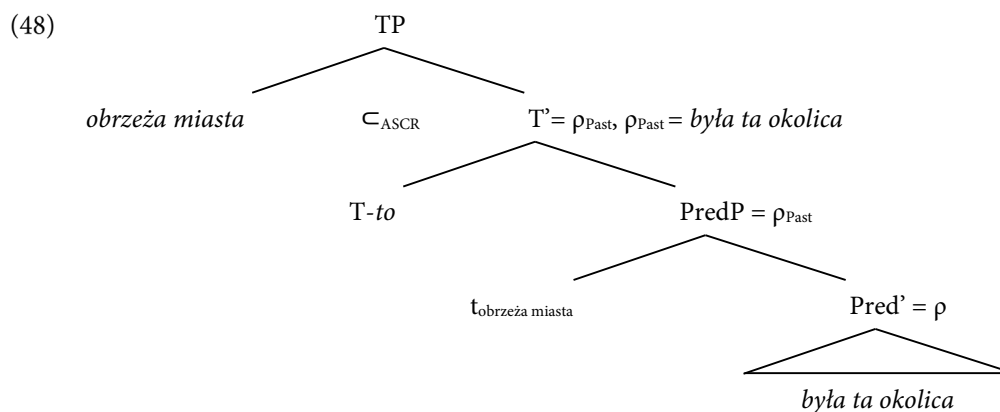 (48)
TP
obrzeża miasta ⊂ASCR T’= ρPast, ρPast = była ta okolica
T-to PredP = ρPast
tobrzeża miasta Pred’ = ρ
była ta okolica